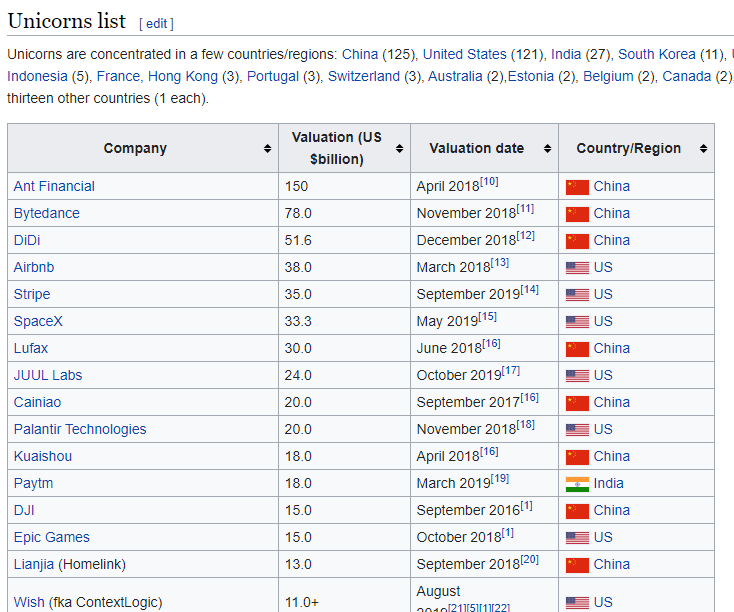 Unicorns list [ edit ]
Unicorns are concentrated in a few countries/regions: China (125), United States (121), India (27), South Korea (11),
Indonesia (5), France, Hong Kong (3), Portugal (3), Switzerland (3), Australia (2),Estonia (2), Belgium (2), Canada (2)
thirteen other countries (1 each).
Company Valuation (US $billion) Valuation date Country/Region
Ant Financial 150 April 2018[10] China
Bytedance 78.0 November 2018[11] China
DiDi 51.6 December 2018[12] China
Airbnb 38.0 March 2018[13] US
Stripe 35.0 September 2019[14] US
SpaceX 33.3 May 2019[15] US
Lufax 30.0 June 2018[16] China
JUUL Labs 24.0 October 2019[17] US
Cainiao 20.0 September 2017[16] China
Palantir Technologies 20.0 November 2018[18] US
Kuaishou 18.0 April 2018[16] China
Paytm 18.0 March 2019[19] India
DJI 15.0 September 2016[1] China
Epic Games 15.0 October 2018[1] US
Lianjia (Homelink) 13.0 September 2018[20] China
Wish (fka ContextLogic) 11.0+ August 2019[21][5][1][22] US